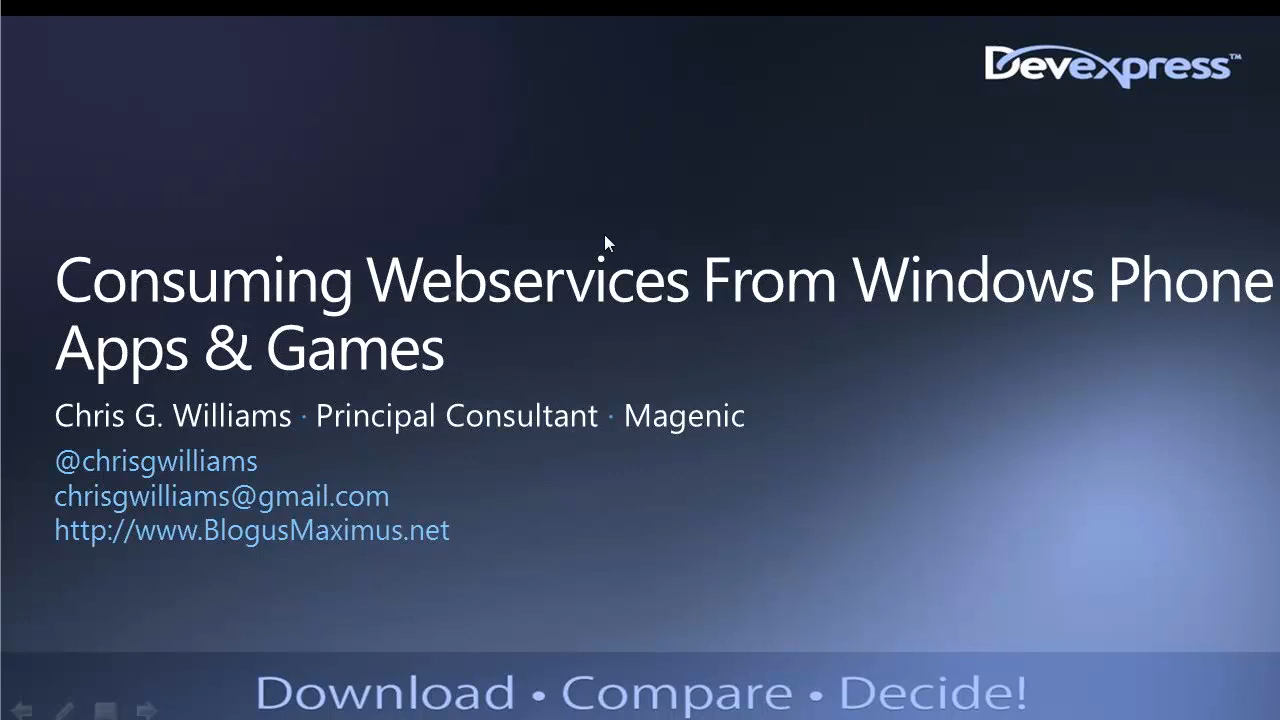 Devexpress™
Consuming Webservices From Windows Phone
Apps & Games
Chris G. Williams · Principal Consultant · Magenic
@chrisgwilliams
chrisgwilliams@gmail.com
http://www.BlogusMaximus.net
Download • Compare • Decide!